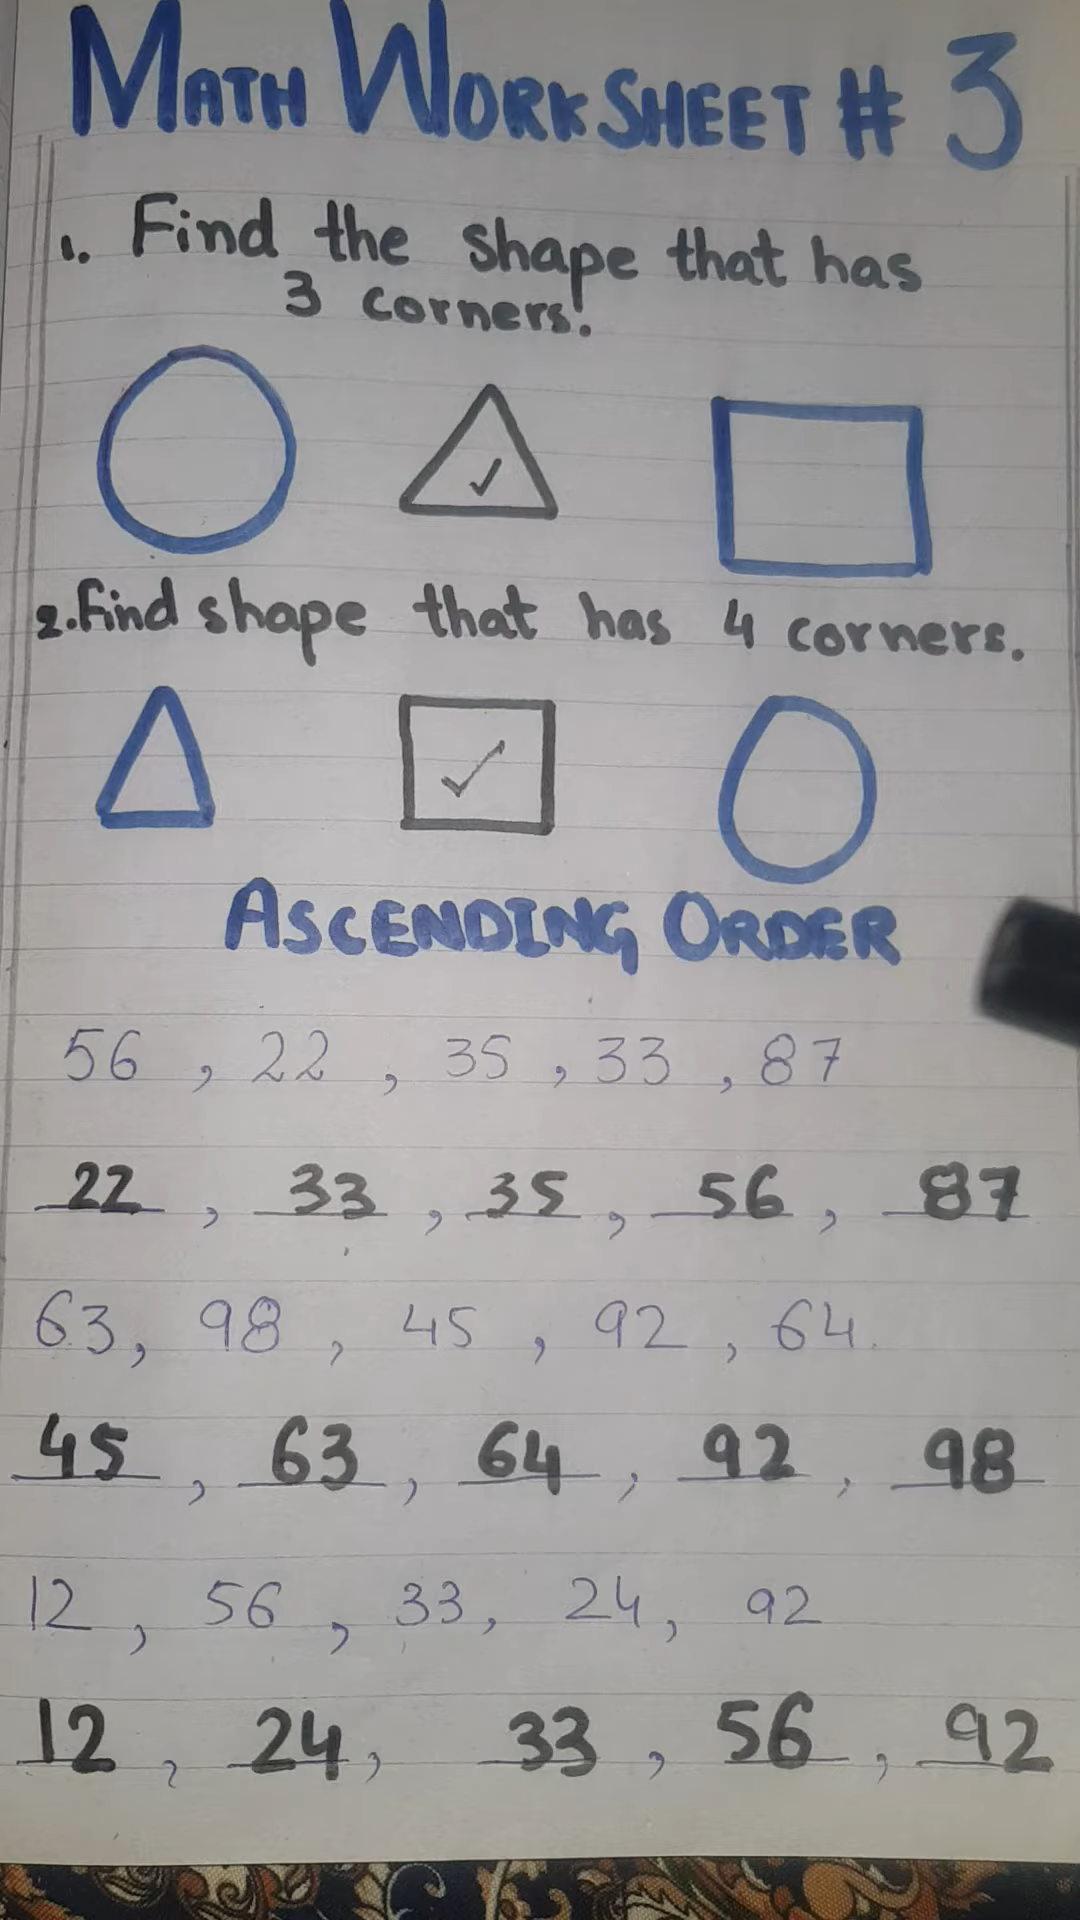 MATH WORKSHEET # 3
1. Find the shape that has
3 corners!
2. find shape that has 4 corners.
ASCENDING ORDER
56 , 22 , 35 , 33 , 87
22 , 33 , 35 , 56 , 87
63, 98 , 45 , 92 , 64.
45 , 63 , 64 , 92 , 98
12 , 56 , 33, 24, 92
12 , 24, 33 , 56 , 92